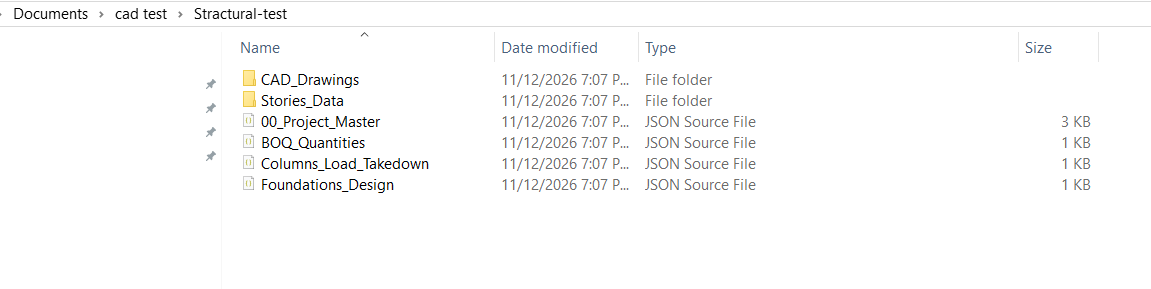 Documents › cad test › Stractural-test
Name Date modified Type Size
CAD_Drawings 11/12/2026 7:07 P... File folder
Stories_Data 11/12/2026 7:07 P... File folder
00_Project_Master 11/12/2026 7:07 P... JSON Source File 3 KB
BOQ_Quantities 11/12/2026 7:07 P... JSON Source File 1 KB
Columns_Load_Takedown 11/12/2026 7:07 P... JSON Source File 1 KB
Foundations_Design 11/12/2026 7:07 P... JSON Source File 1 KB